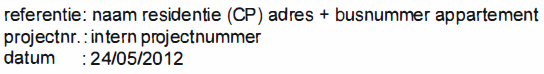 referentie: naam residentie (CP) adres + busnummer appartement
projectnr.: intern projectnummer
datum : 24/05/2012